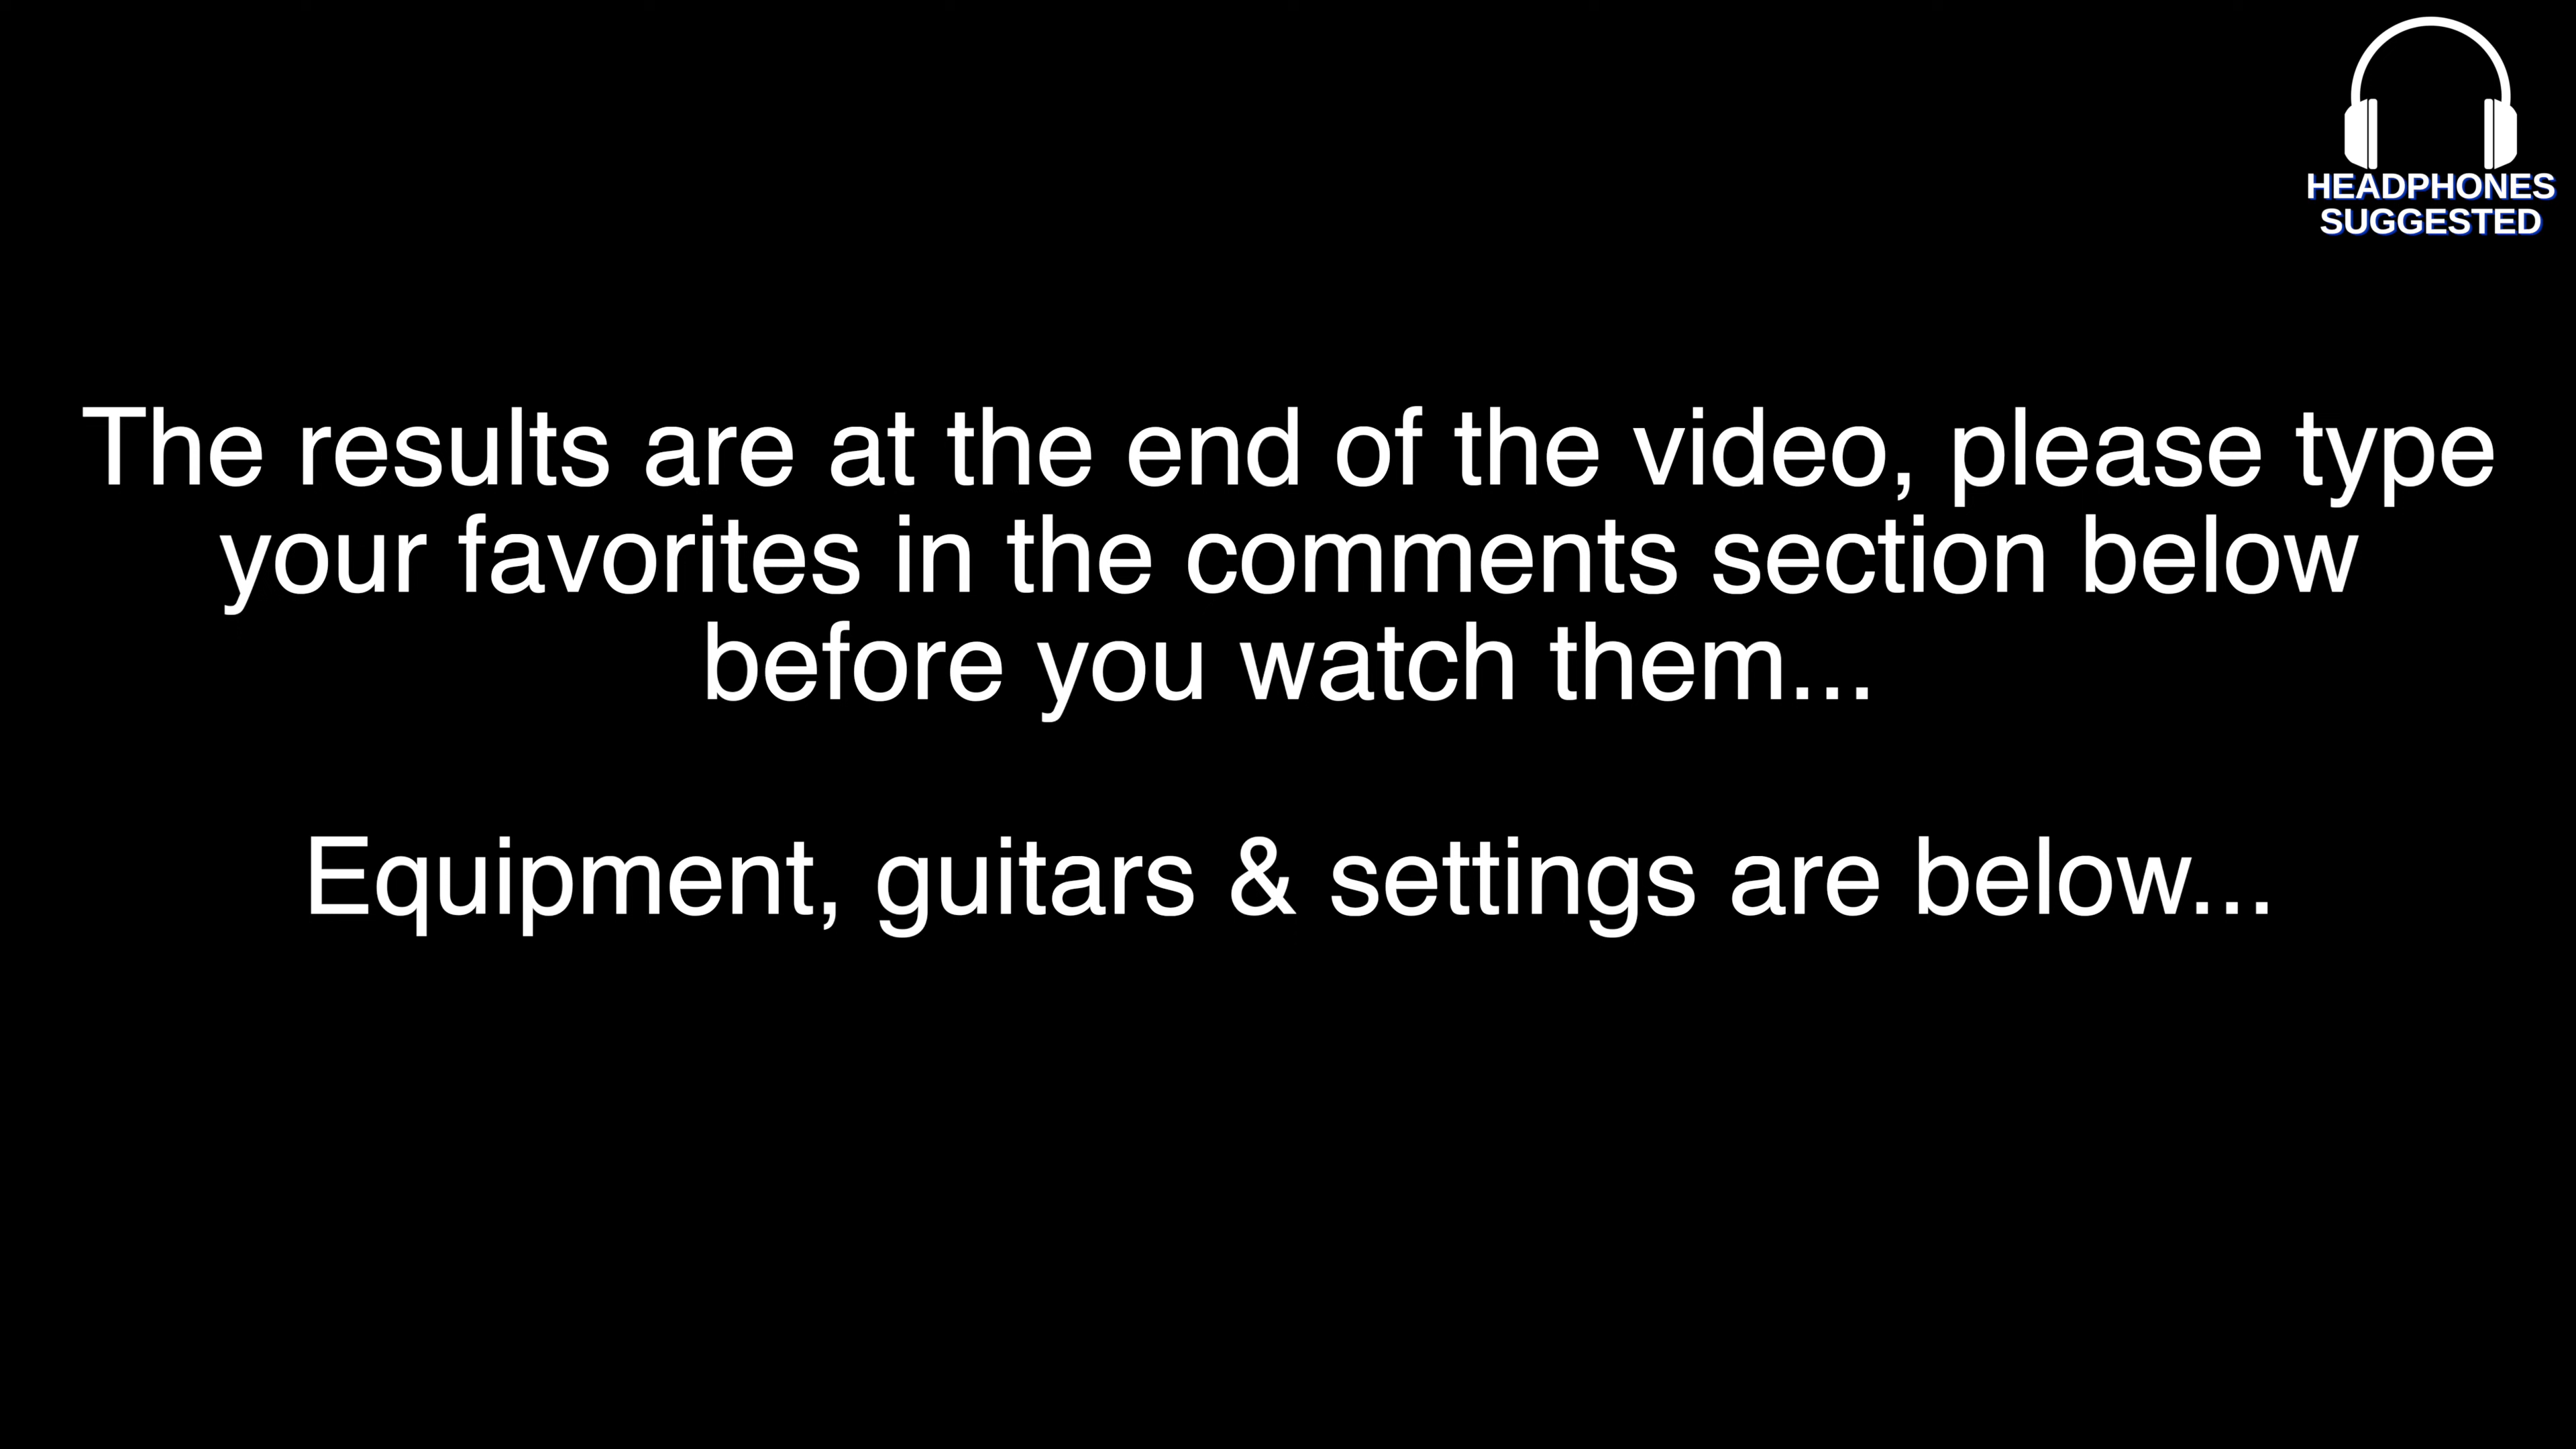 HEADPHONES
SUGGESTED
The results are at the end of the video, please type
your favorites in the comments section below
before you watch them...
Equipment, guitars & settings are below...